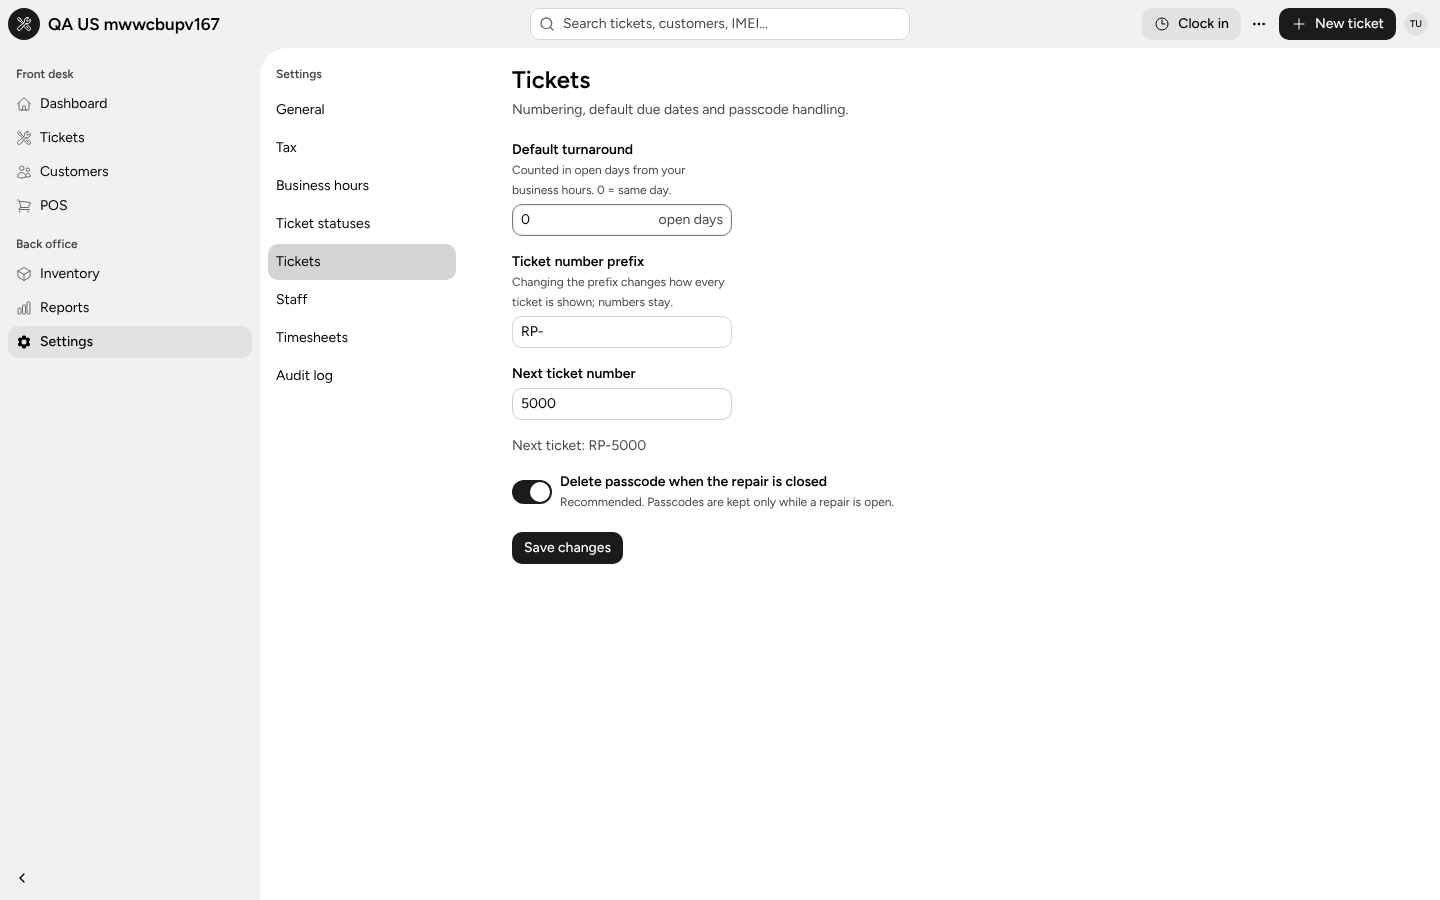 QA US mwwcbupv167
Search tickets, customers, IMEI...
Clock in
New ticket
TU
Front desk
Dashboard
Tickets
Customers
POS
Back office
Inventory
Reports
Settings
Settings
General
Tax
Business hours
Ticket statuses
Tickets
Staff
Timesheets
Audit log
Tickets
Numbering, default due dates and passcode handling.
Default turnaround
Counted in open days from your
business hours. 0 = same day.
0 open days
Ticket number prefix
Changing the prefix changes how every
ticket is shown; numbers stay.
RP-
Next ticket number
5000
Next ticket: RP-5000
Delete passcode when the repair is closed
Recommended. Passcodes are kept only while a repair is open.
Save changes